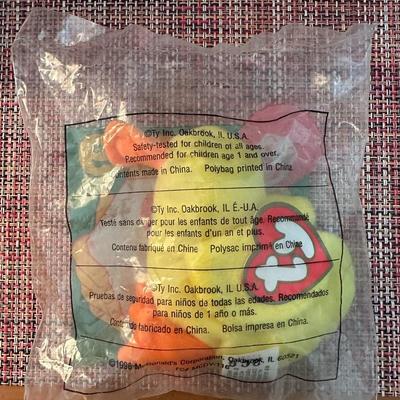 ©Ty Inc. Oakbrook, IL U.S.A.
Safety-tested for children of all ages.
Recommended for children age 1 and over.
Contents made in China. Polybag printed in China.
©Ty Inc. Oakbrook, IL É.-U.A.
Testé sans danger pour les enfants de tout âge. Recommandé
pour les enfants d'un an et plus.
Contenu fabriqué en Chine Polysac imprimé en Chine
ty
©Ty Inc. Oakbrook, IL U.S.A.
Pruebas de seguridad para niños de todas las edades. Recomendados
para niños de 1 año o más.
Contenido fabricado en China. Bolsa impresa en China.
©1998 McDonald's Corporation, Oakbrook, IL 60521